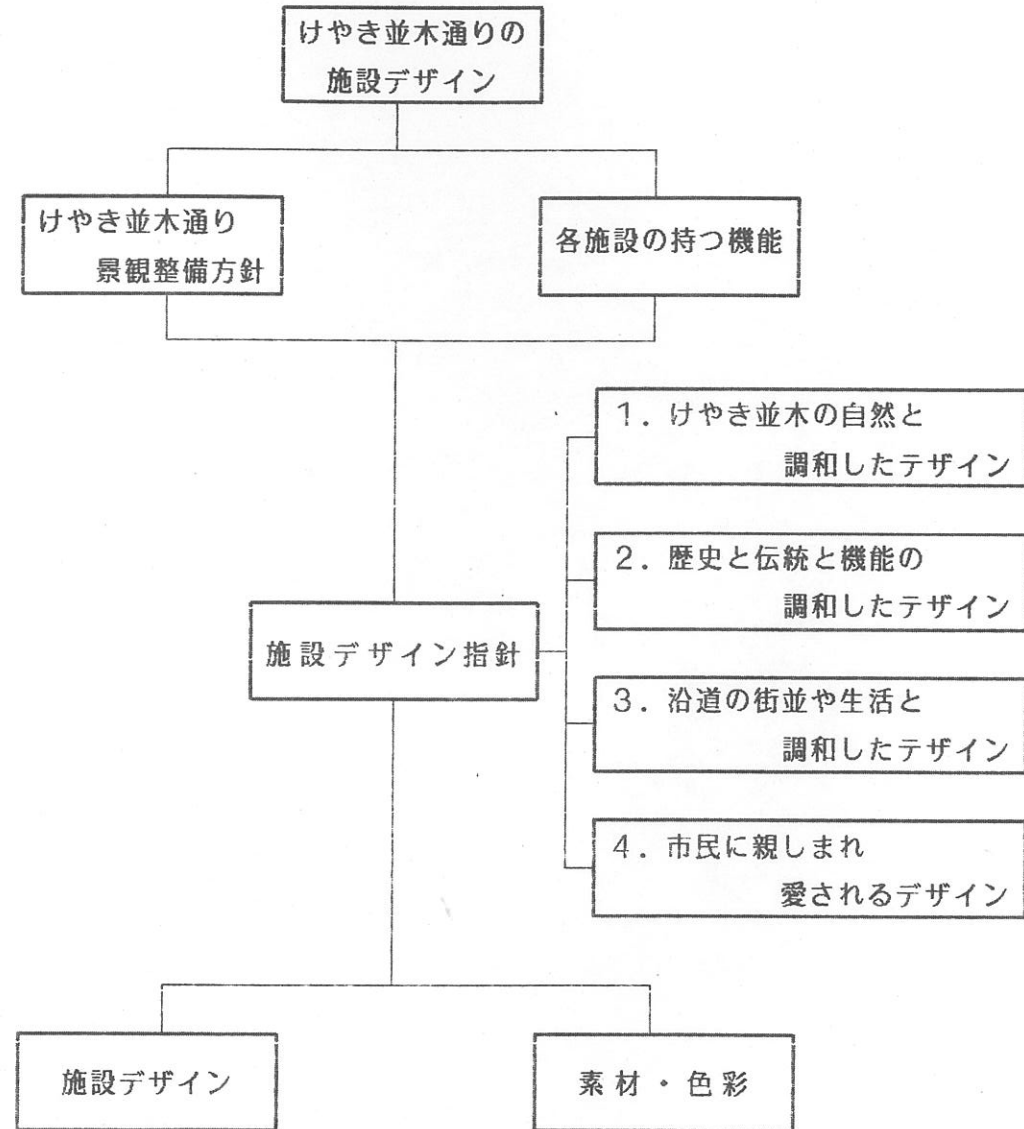 けやき並木通りの
施設デザイン
けやき並木通り
景観整備方針
各施設の持つ機能
1. けやき並木の自然と
調和したテザイン
2. 歴史と伝統と機能の
調和したテザイン
施設デザイン指針
3. 沿道の街並や生活と
調和したテザイン
4. 市民に親しまれ
愛されるデザイン
施設デザイン
素材・色彩